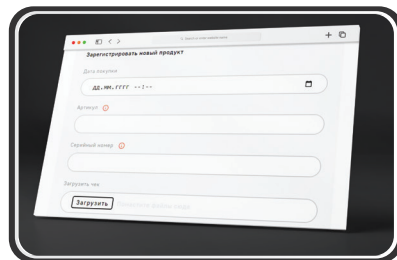 Зарегистрировать новый продукт
Дата покупки
ДД.ММ.ГГГГ --:--
Артикул
Серийный номер
Загрузить чек
Загрузить